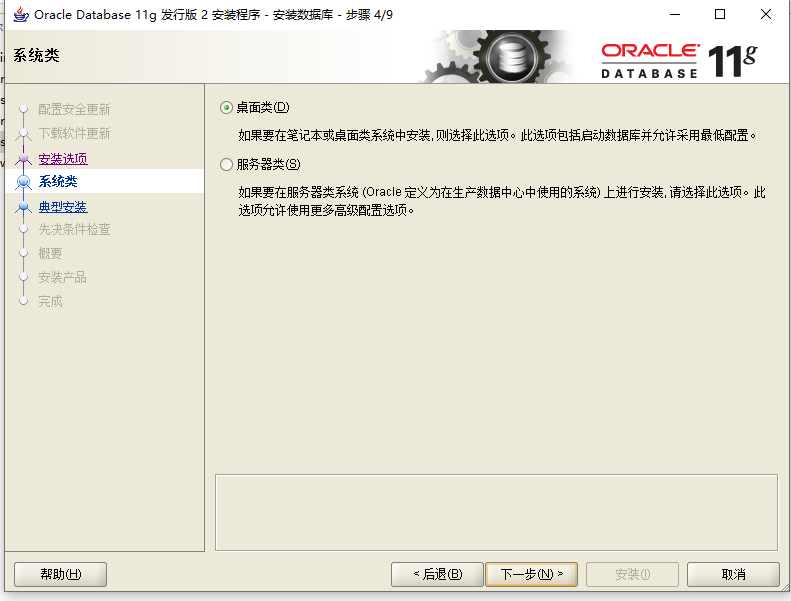 Oracle Database 11g 发行版 2 安装程序 - 安装数据库 - 步骤 4/9
系统类
ORACLE
DATABASE 11g
配置安全更新
下载软件更新
安装选项
系统类
典型安装
先决条件检查
概要
安装产品
完成
桌面类(D)
如果要在笔记本或桌面类系统中安装,则选择此选项。此选项包括启动数据库并允许采用最低配置。
服务器类(S)
如果要在服务器类系统 (Oracle 定义为在生产数据中心中使用的系统) 上进行安装,请选择此选项。此
选项允许使用更多高级配置选项。
帮助(H)
< 后退(B)
下一步(N) >
安装(I)
取消